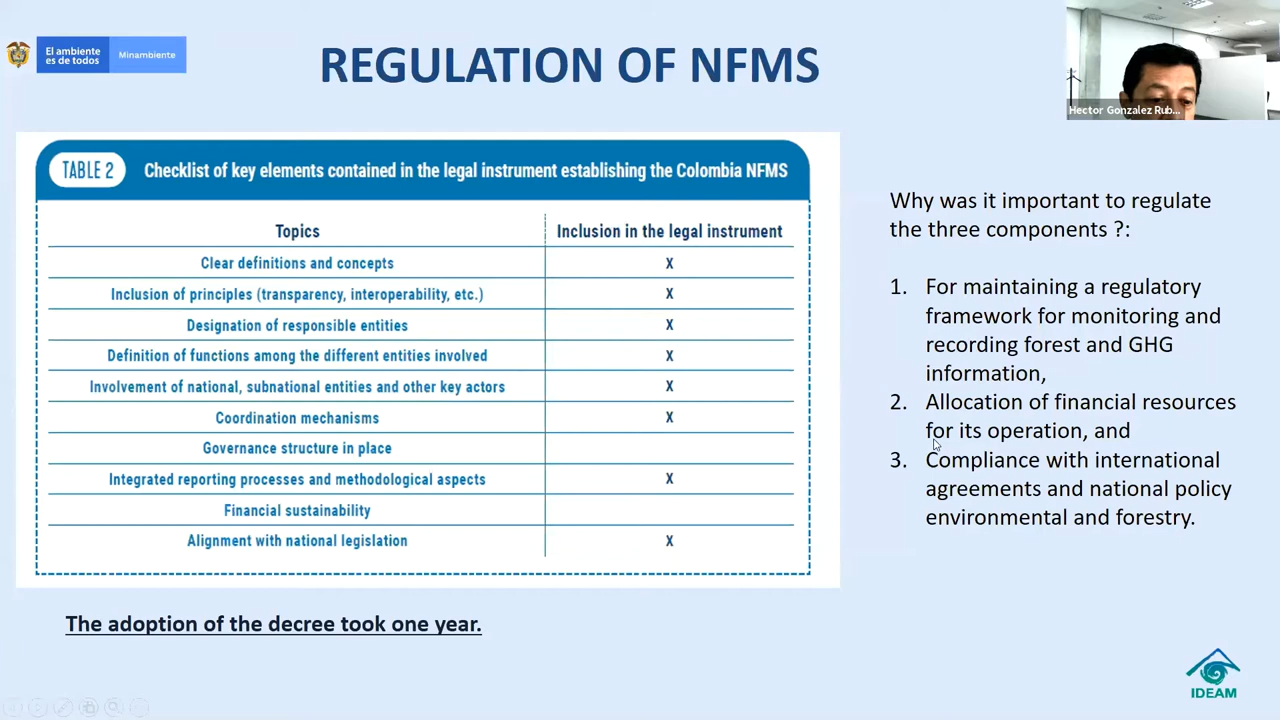 El ambiente
es de todos
Minambiente
REGULATION OF NFMS
Hector Gonzalez Rub...
TABLE 2
Checklist of key elements contained in the legal instrument establishing the Colombia NFMS
Topics
Inclusion in the legal instrument
Clear definitions and concepts X
Inclusion of principles (transparency, interoperability, etc.) X
Designation of responsible entities X
Definition of functions among the different entities involved X
Involvement of national, subnational entities and other key actors X
Coordination mechanisms X
Governance structure in place
Integrated reporting processes and methodological aspects X
Financial sustainability
Alignment with national legislation X
Why was it important to regulate
the three components ?:
1. For maintaining a regulatory
framework for monitoring and
recording forest and GHG
information,
2. Allocation of financial resources
for its operation, and
3. Compliance with international
agreements and national policy
environmental and forestry.
The adoption of the decree took one year.
IDEAM